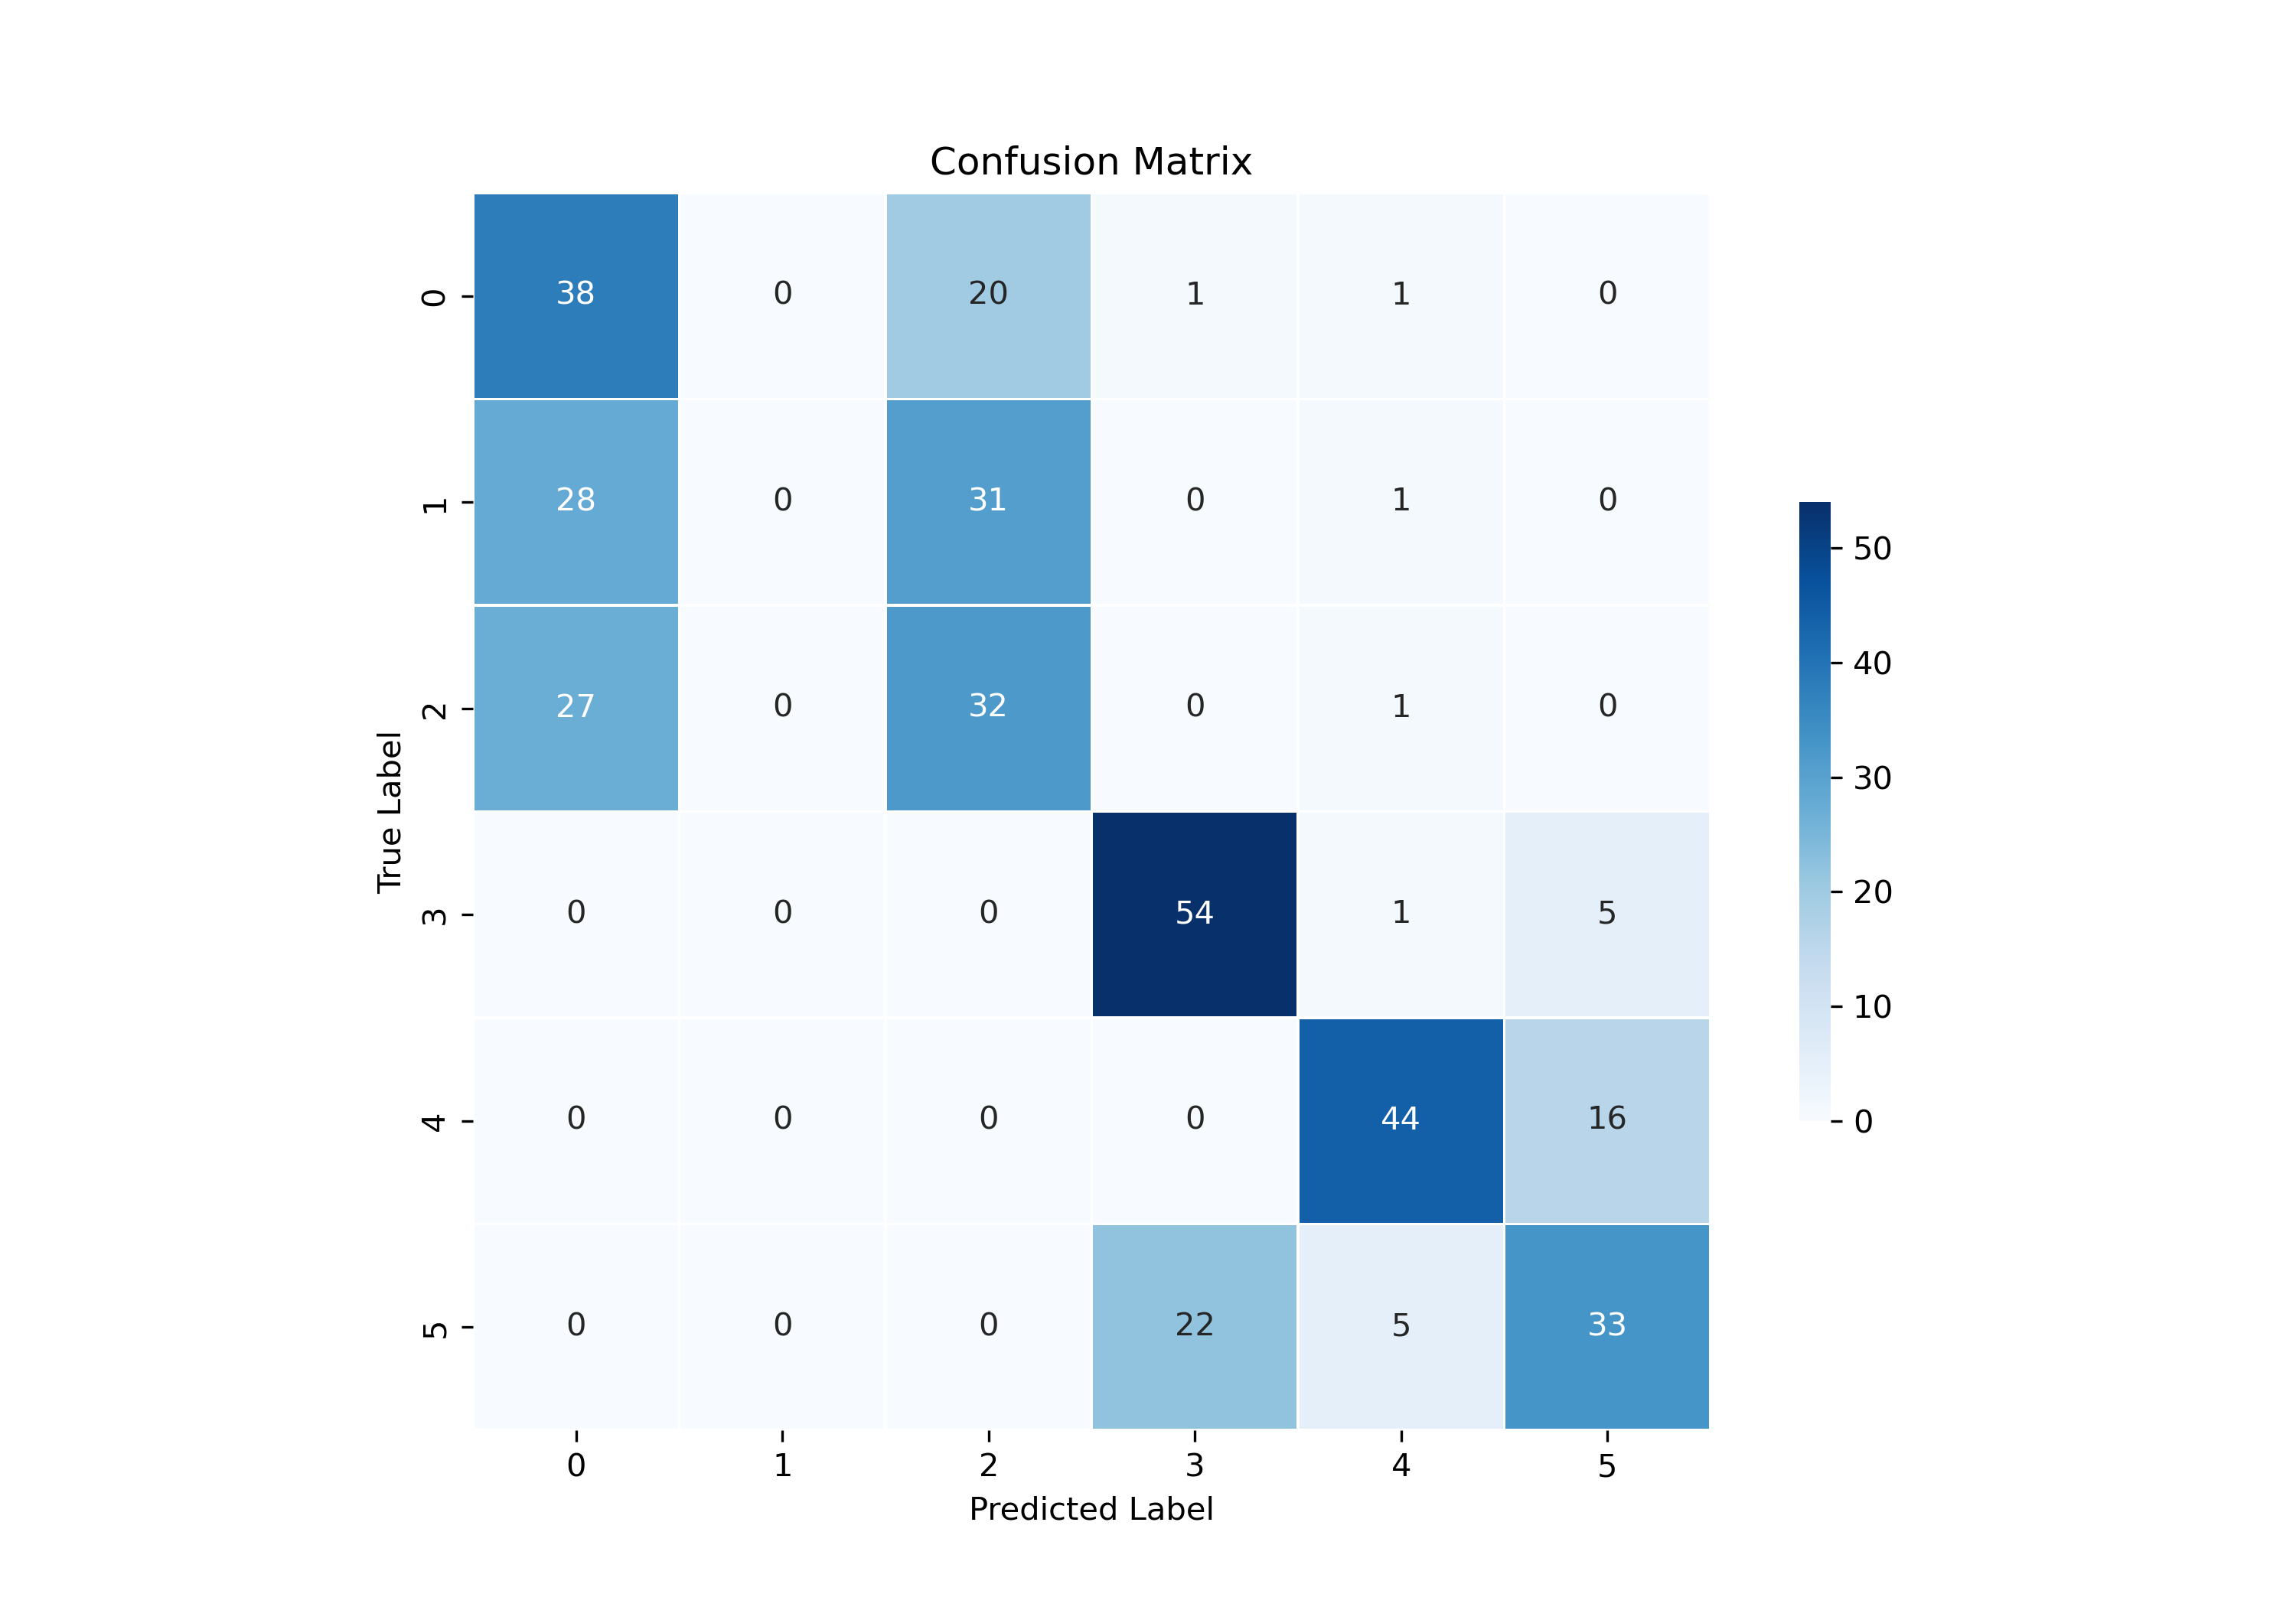 Confusion Matrix
0 38 0 20 1 1 0
1 28 0 31 0 1 0
2 27 0 32 0 1 0
3 0 0 0 54 1 5
4 0 0 0 0 44 16
5 0 0 0 22 5 33
0 1 2 3 4 5
Predicted Label
True Label
50
40
30
20
10
0